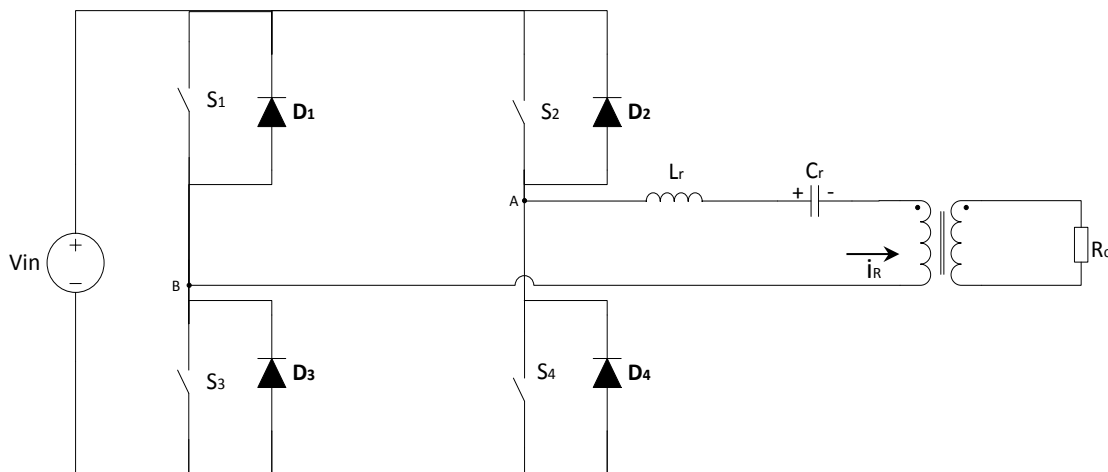 S1
D1
S2
D2
Lr
Cr
+ -
A
+
Vin
-
iR
Ro
B
S3
D3
S4
D4